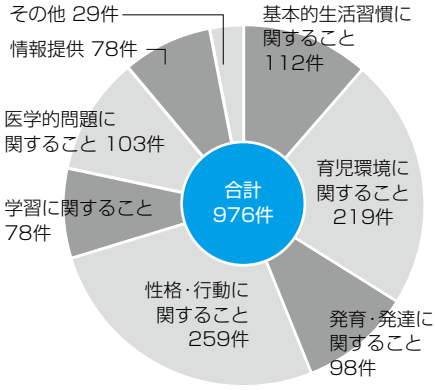 基本的生活習慣に
関すること
112件
育児環境に
関すること
219件
発育・発達に
関すること
98件
性格・行動に
関すること
259件
学習に関すること
78件
医学的問題に
関すること 103件
情報提供 78件
その他 29件
合計
976件